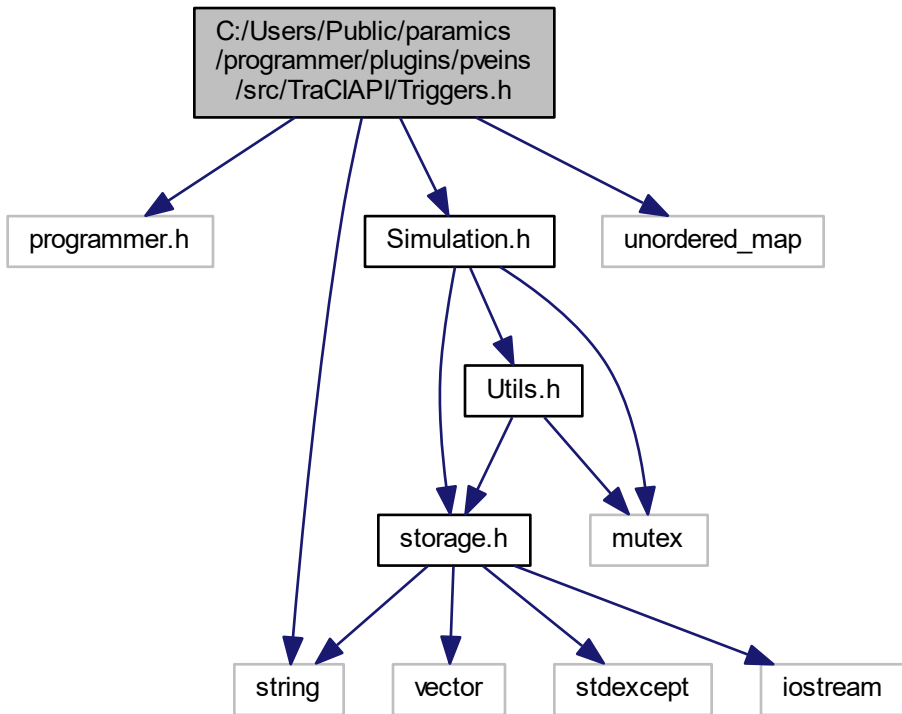 C:/Users/Public/paramics
/programmer/plugins/pveins
/src/TraCIAPI/Triggers.h
programmer.h
Simulation.h
unordered_map
Utils.h
storage.h
mutex
string
vector
stdexcept
iostream